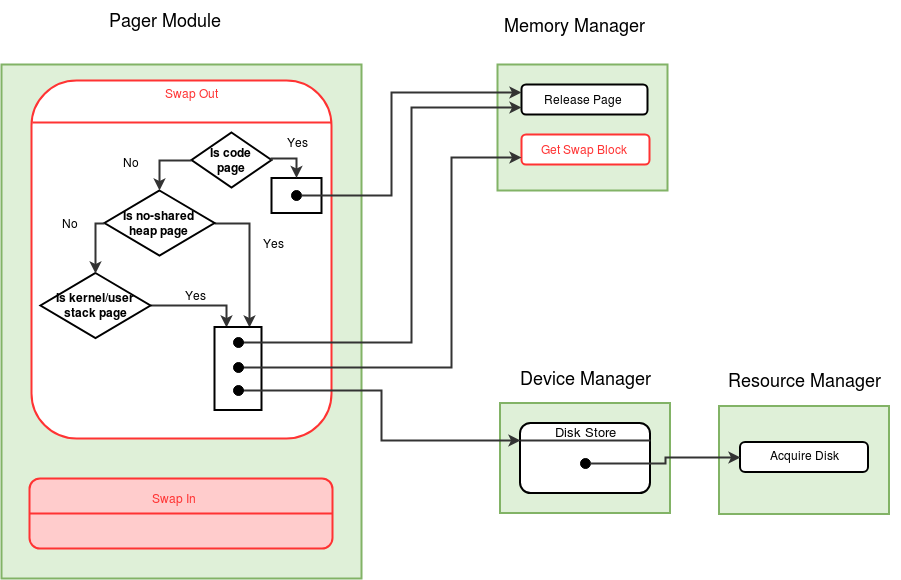 Pager Module
Memory Manager
Swap Out
Release Page
Get Swap Block
Is code
page
Yes
No
Is no-shared
heap page
No
Yes
Is kernel/user
stack page
Yes
Device Manager
Resource Manager
Disk Store
Acquire Disk
Swap In